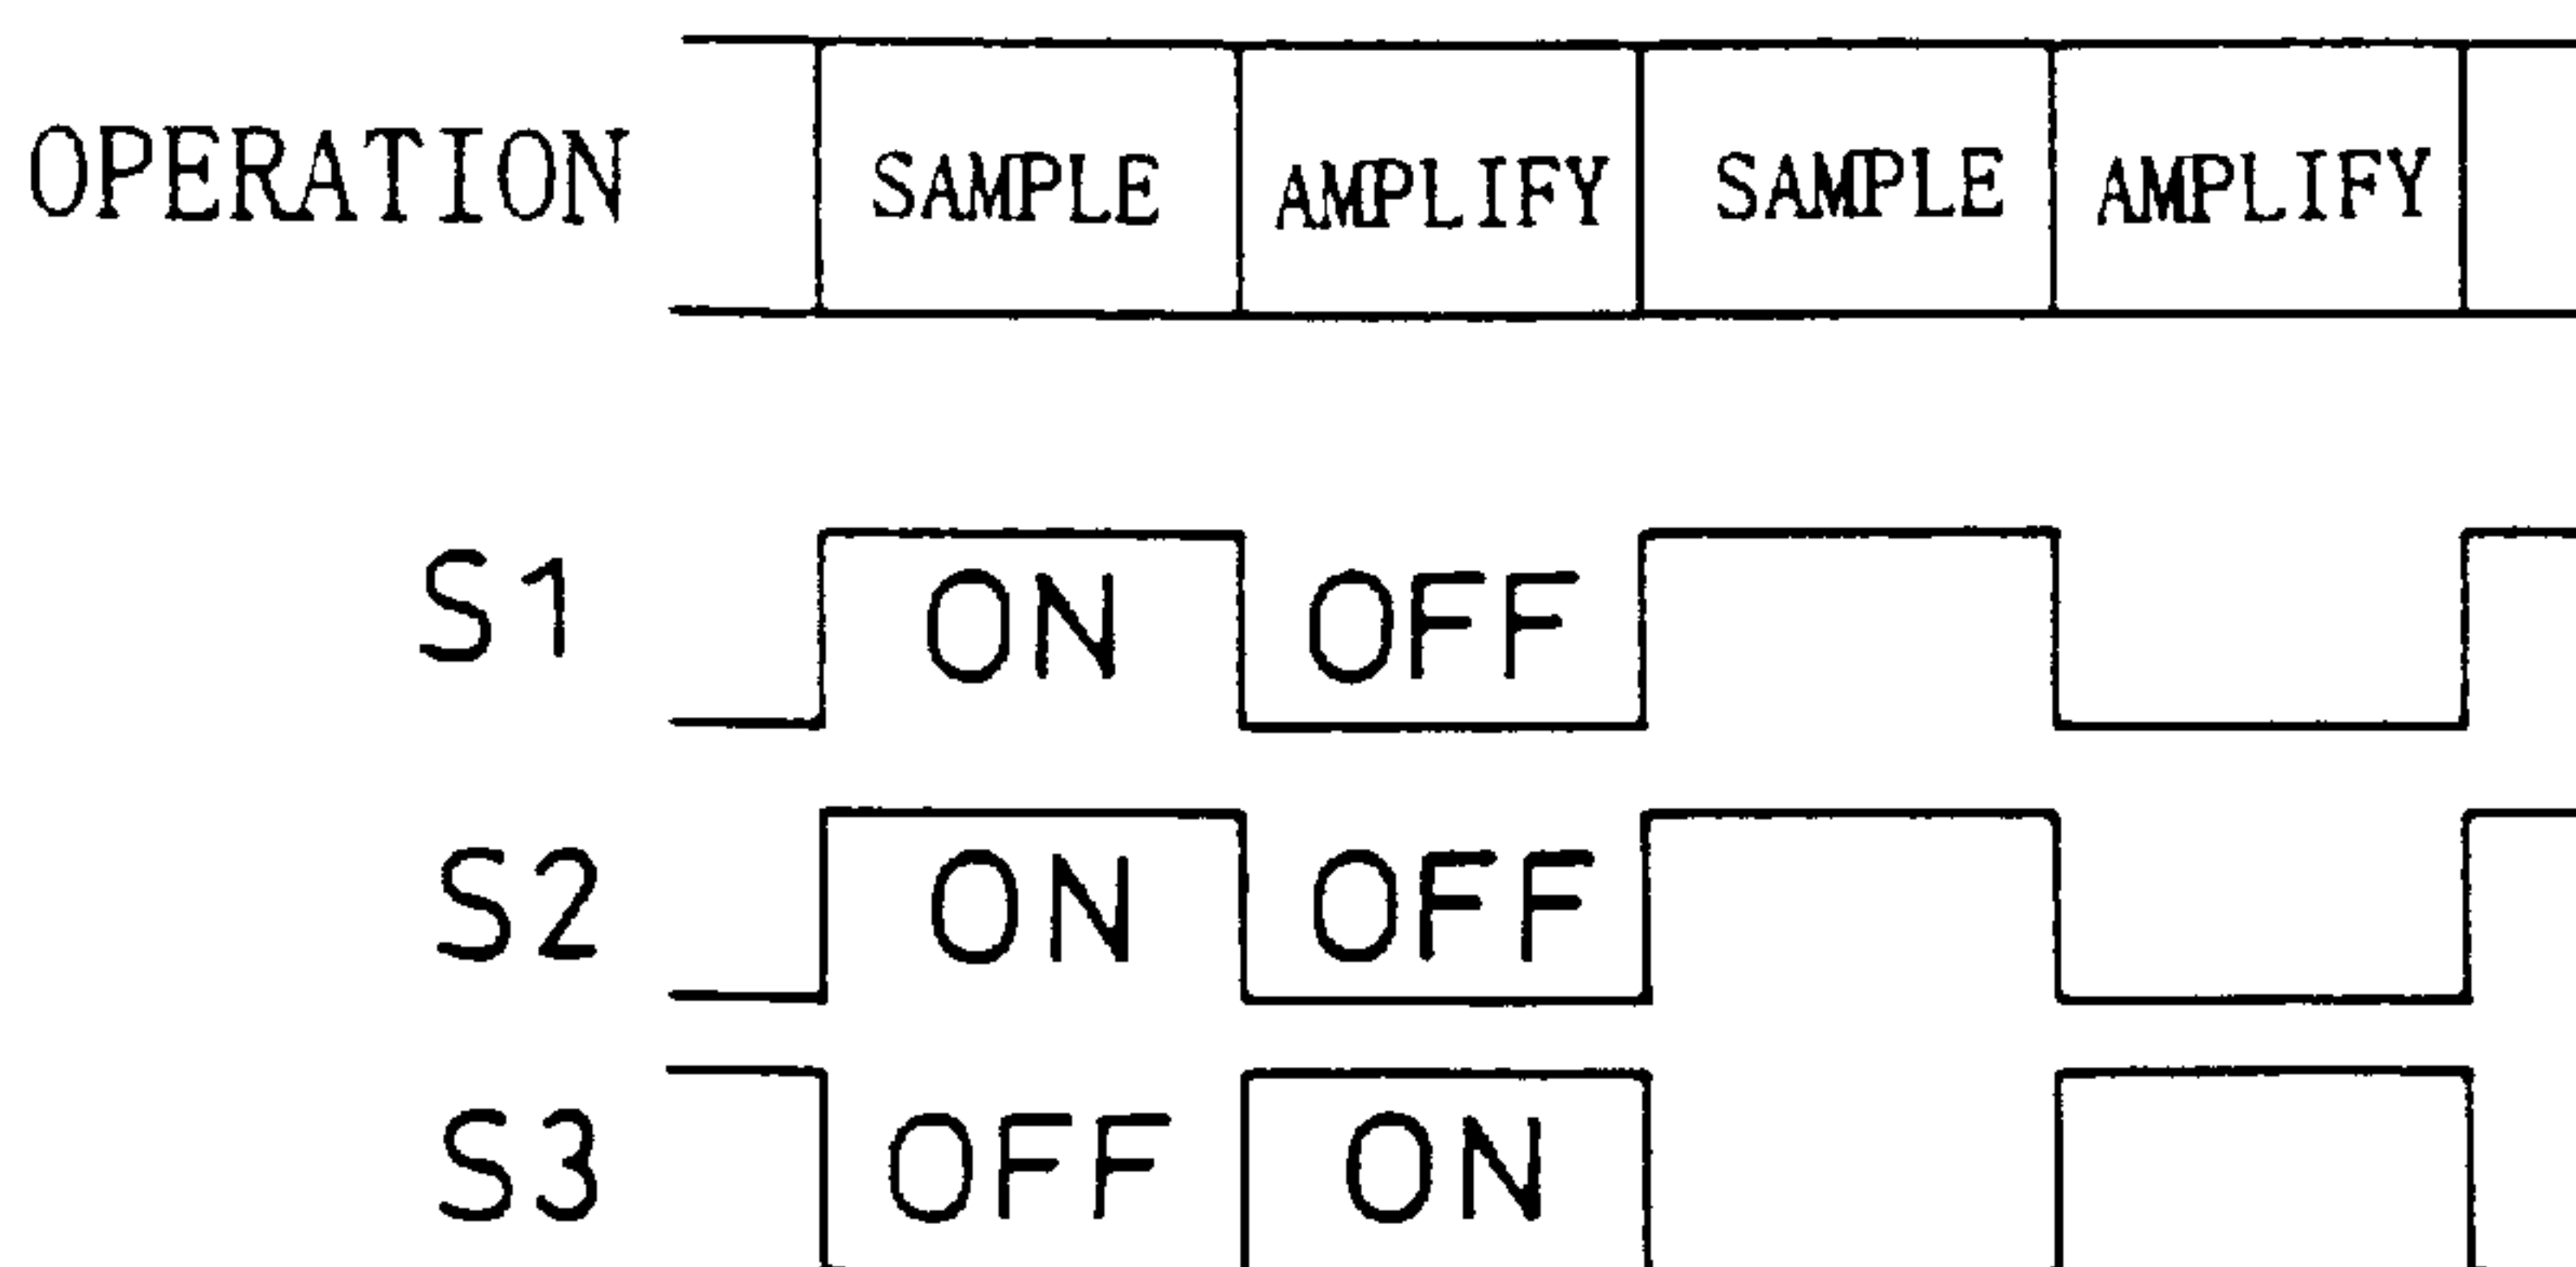 OPERATION SAMPLE AMPLIFY SAMPLE AMPLIFY
S1 ON OFF
S2 ON OFF
S3 OFF ON